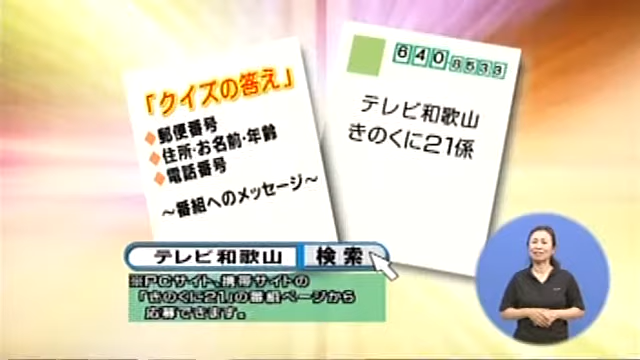 「クイズの答え」
◆郵便番号
◆住所・お名前・年齢
◆電話番号
～番組へのメッセージ～
6408533
テレビ和歌山
きのくに21係
テレビ和歌山 検索
※PCサイト、携帯サイトの
「きのくに21」の番組ページから
応募できます。